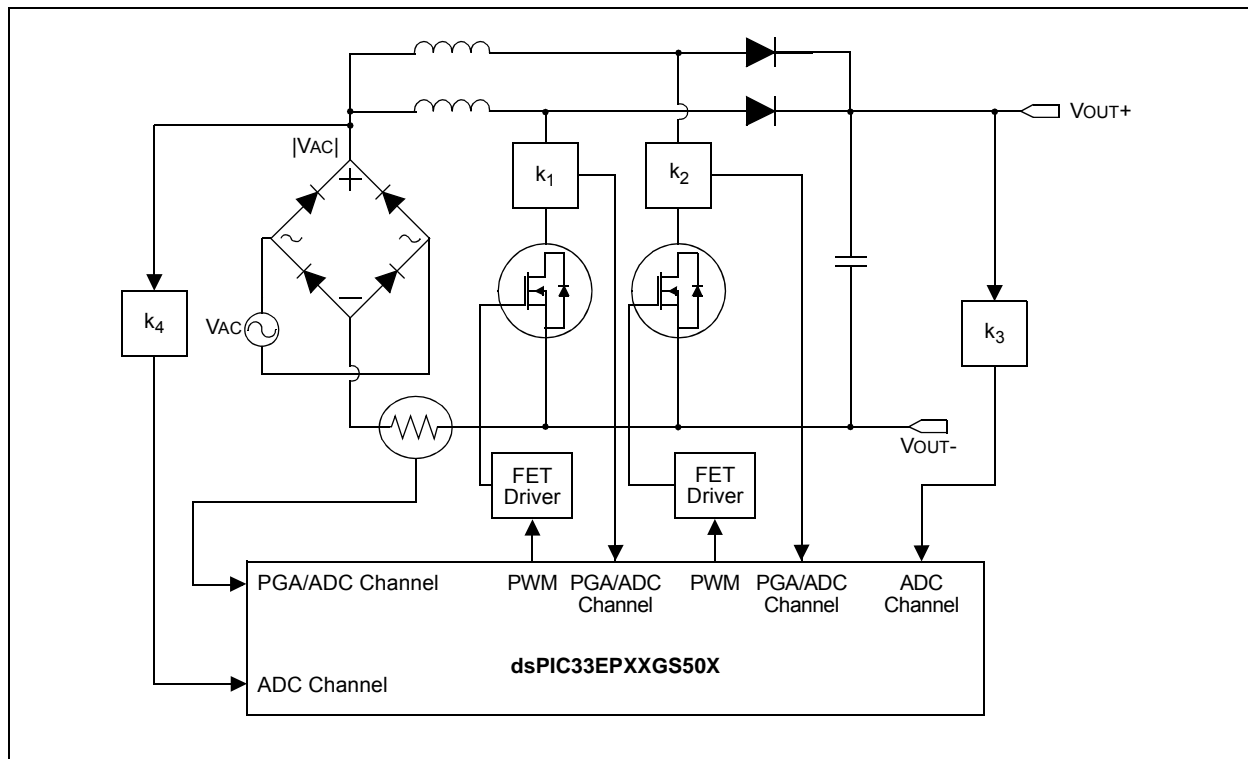 VOUT+
|VAC|
k1
k2
+
k4
VAC
k3
VOUT-
FET
Driver
FET
Driver
PGA/ADC Channel
PWM
PGA/ADC
Channel
PWM
PGA/ADC
Channel
ADC
Channel
dsPIC33EPXXGS50X
ADC Channel